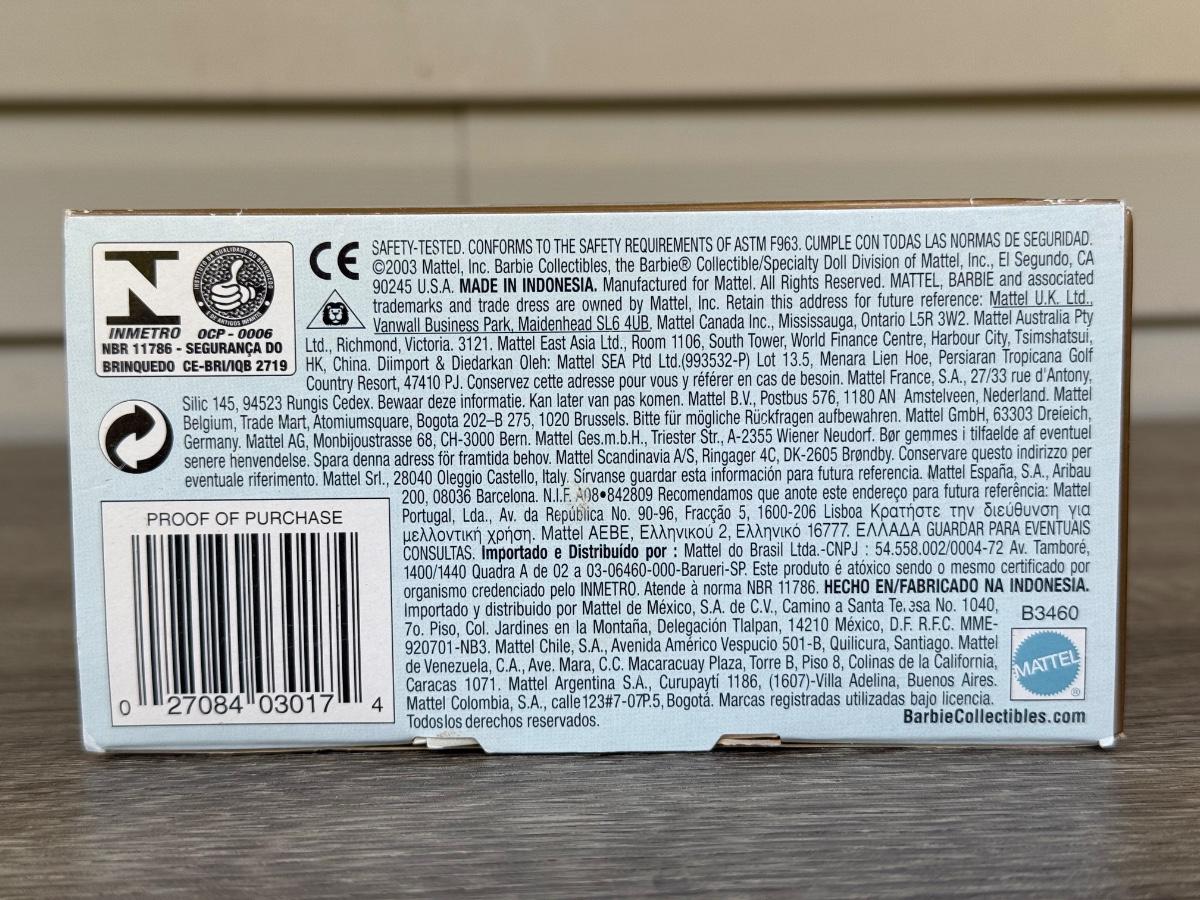 INMETRO OCP - 0006
NBR 11786 - SEGURANÇA DO
BRINQUEDO CE-BRI/IQB 2719
CE
SAFETY-TESTED. CONFORMS TO THE SAFETY REQUIREMENTS OF ASTM F963. CUMPLE CON TODAS LAS NORMAS DE SEGURIDAD.
©2003 Mattel, Inc. Barbie Collectibles, the Barbie® Collectible/Specialty Doll Division of Mattel, Inc., El Segundo, CA
90245 U.S.A. MADE IN INDONESIA. Manufactured for Mattel. All Rights Reserved. MATTEL, BARBIE and associated
trademarks and trade dress are owned by Mattel, Inc. Retain this address for future reference: Mattel U.K. Ltd.,
Vanwall Business Park, Maidenhead SL6 4UB. Mattel Canada Inc., Mississauga, Ontario L5R 3W2. Mattel Australia Pty
Ltd., Richmond, Victoria. 3121. Mattel East Asia Ltd., Room 1106, South Tower, World Finance Centre, Harbour City, Tsimshatsui,
HK, China. Diimport & Diedarkan Oleh: Mattel SEA Ptd Ltd.(993532-P) Lot 13.5, Menara Lien Hoe, Persiaran Tropicana Golf
Country Resort, 47410 PJ. Conservez cette adresse pour vous y référer en cas de besoin. Mattel France, S.A., 27/33 rue d'Antony,
Silic 145, 94523 Rungis Cedex. Bewaar deze informatie. Kan later van pas komen. Mattel B.V., Postbus 576, 1180 AN Amstelveen, Nederland. Mattel
Belgium, Trade Mart, Atomiumsquare, Bogota 202–B 275, 1020 Brussels. Bitte für mögliche Rückfragen aufbewahren. Mattel GmbH, 63303 Dreieich,
Germany. Mattel AG, Monbijoustrasse 68, CH-3000 Bern. Mattel Ges.m.b.H., Triester Str., A-2355 Wiener Neudorf. Bør gemmes i tilfaelde af eventuel
senere henvendelse. Spara denna adress för framtida behov. Mattel Scandinavia A/S, Ringager 4C, DK-2605 Brøndby. Conservare questo indirizzo per
eventuale riferimento. Mattel Srl., 28040 Oleggio Castello, Italy. Sírvanse guardar esta información para futura referencia. Mattel España, S.A., Aribau
200, 08036 Barcelona. N.I.F. A08•842809 Recomendamos que anote este endereço para futura referência: Mattel
Portugal, Lda., Av. da República No. 90-96, Fracção 5, 1600-206 Lisboa Κρατήστε την διεύθυνση για
μελλοντική χρήση. Mattel AEBE, Ελληνικού 2, Ελληνικό 16777. ΕΛΛΑΔΑ GUARDAR PARA EVENTUAIS
CONSULTAS. Importado e Distribuído por : Mattel do Brasil Ltda.-CNPJ : 54.558.002/0004-72 Av. Tamboré,
1400/1440 Quadra A de 02 a 03-06460-000-Barueri-SP. Este produto é atóxico sendo o mesmo certificado por
organismo credenciado pelo INMETRO. Atende à norma NBR 11786. HECHO EN/FABRICADO NA INDONESIA.
Importado y distribuido por Mattel de México, S.A. de C.V., Camino a Santa Teresa No. 1040,
7o. Piso, Col. Jardines en la Montaña, Delegación Tlalpan, 14210 México, D.F. R.F.C. MME-
920701-NB3. Mattel Chile, S.A., Avenida Américo Vespucio 501-B, Quilicura, Santiago. Mattel
de Venezuela, C.A., Ave. Mara, C.C. Macaracuay Plaza, Torre B, Piso 8, Colinas de la California,
Caracas 1071. Mattel Argentina S.A., Curupaytí 1186, (1607)-Villa Adelina, Buenos Aires.
Mattel Colombia, S.A., calle123#7-07P.5, Bogotá. Marcas registradas utilizadas bajo licencia.
Todos los derechos reservados.
PROOF OF PURCHASE
0 27084 03017 4
B3460
MATTEL
®
BarbieCollectibles.com